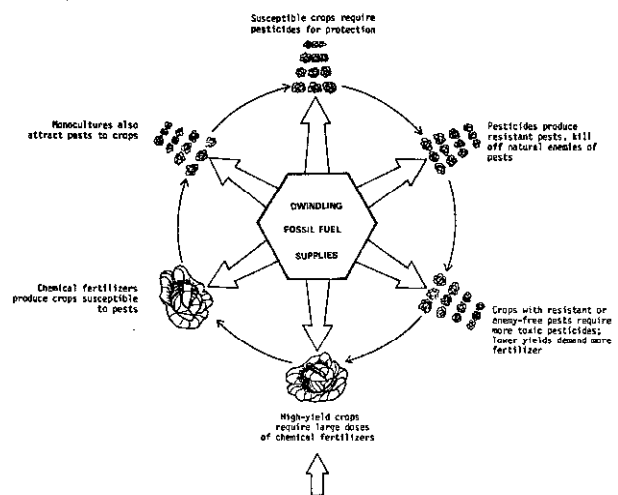 Susceptible crops require
pesticides for protection
Monocultures also
attract pests to crops
Pesticides produce
resistant pests, kill
off natural enemies of
pests
DWINDLING
FOSSIL FUEL
SUPPLIES
Chemical fertilizers
produce crops susceptible
to pests
Crops with resistant or
enemy-free pests require
more toxic pesticides;
lower yields demand more
fertilizer
High-yield crops
require large doses
of chemical fertilizers